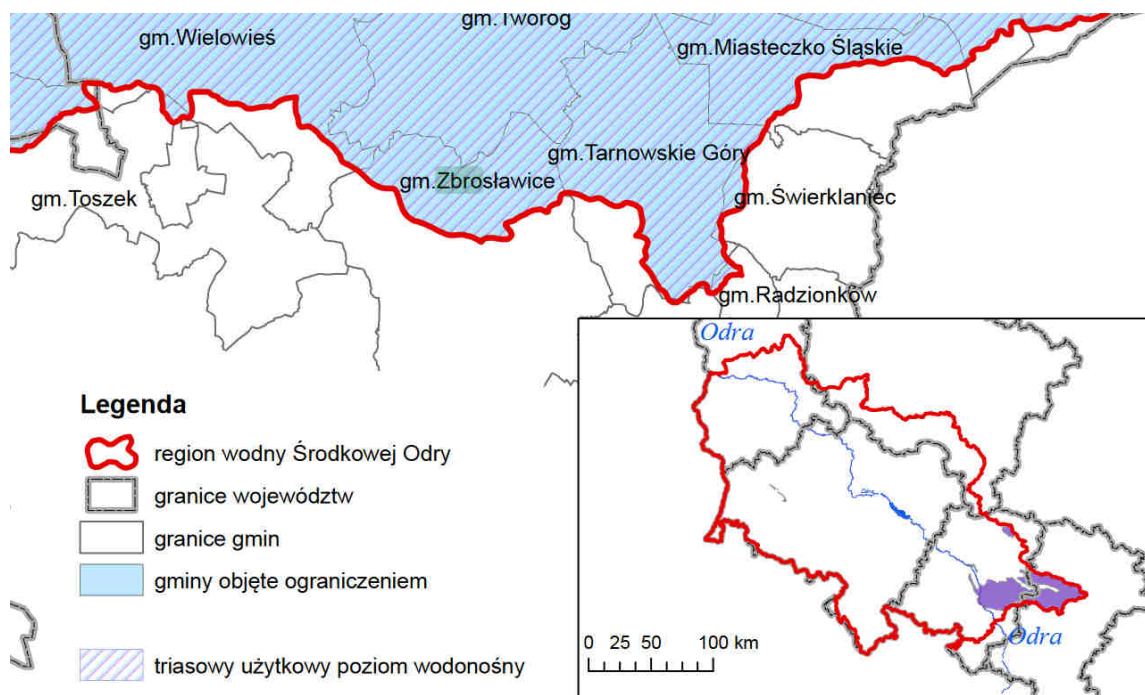 gm.Tworóg
gm.Wielowieś
gm.Miasteczko Śląskie
gm.Tarnowskie Góry
gm.Zbrosławice
gm.Toszek
gm.Świerklaniec
gm.Radzionków
Odra
Legenda
region wodny Środkowej Odry
granice województw
granice gmin
gminy objęte ograniczeniem
triasowy użytkowy poziom wodonośny
Odra
0 25 50 100 km